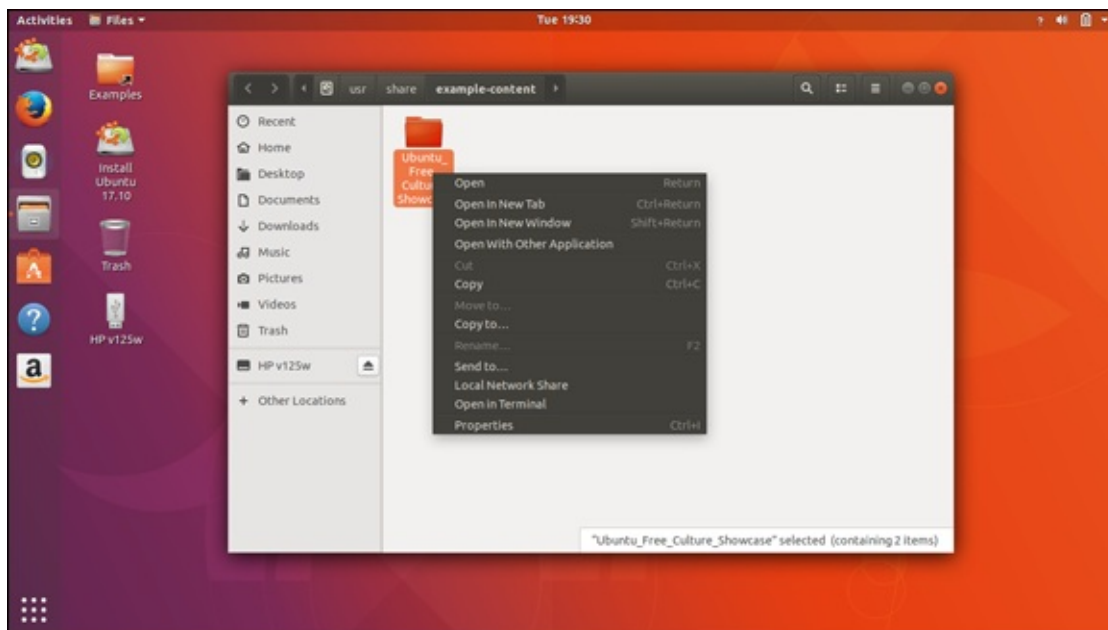 Activities Files Tue 19:30 ?
Examples
Install
Ubuntu
17.10
Trash
HP v125w
a
usr share example-content
Recent
Home
Desktop
Documents
Downloads
Music
Pictures
Videos
Trash
HP v125w
+ Other Locations
Ubuntu_
Free
Cultu
Showc
Open Return
Open In New Tab Ctrl+Return
Open In New Window Shift+Return
Open With Other Application
Cut Ctrl+X
Copy Ctrl+C
Move to…
Copy to…
Rename… F2
Send to…
Local Network Share
Open in Terminal
Properties Ctrl+I
"Ubuntu_Free_Culture_Showcase" selected (containing 2 items)